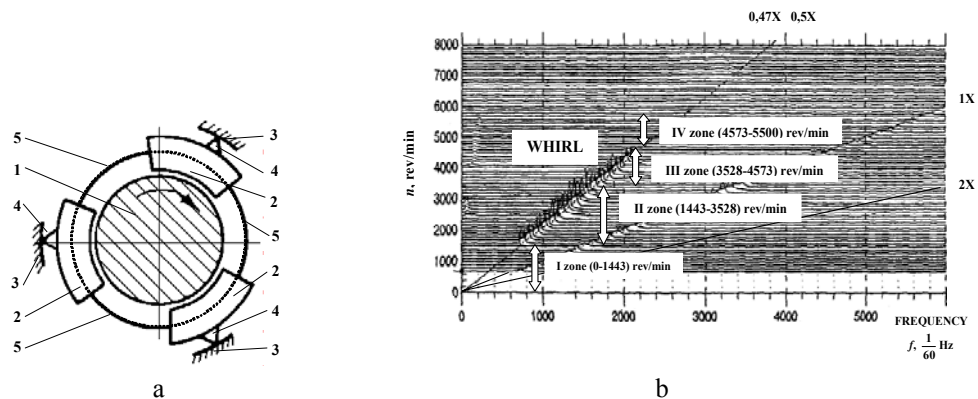 5
1
4
3
2
5
3
4
2
5
2
4
3
a
0,47X 0,5X
8000
7000
6000
5000
4000
3000
2000
1000
0
n, rev/min
WHIRL
IV zone (4573-5500) rev/min
III zone (3528-4573) rev/min
II zone (1443-3528) rev/min
I zone (0-1443) rev/min
1X
2X
0 1000 2000 3000 4000 5000
FREQUENCY
f, 1/60 Hz
b